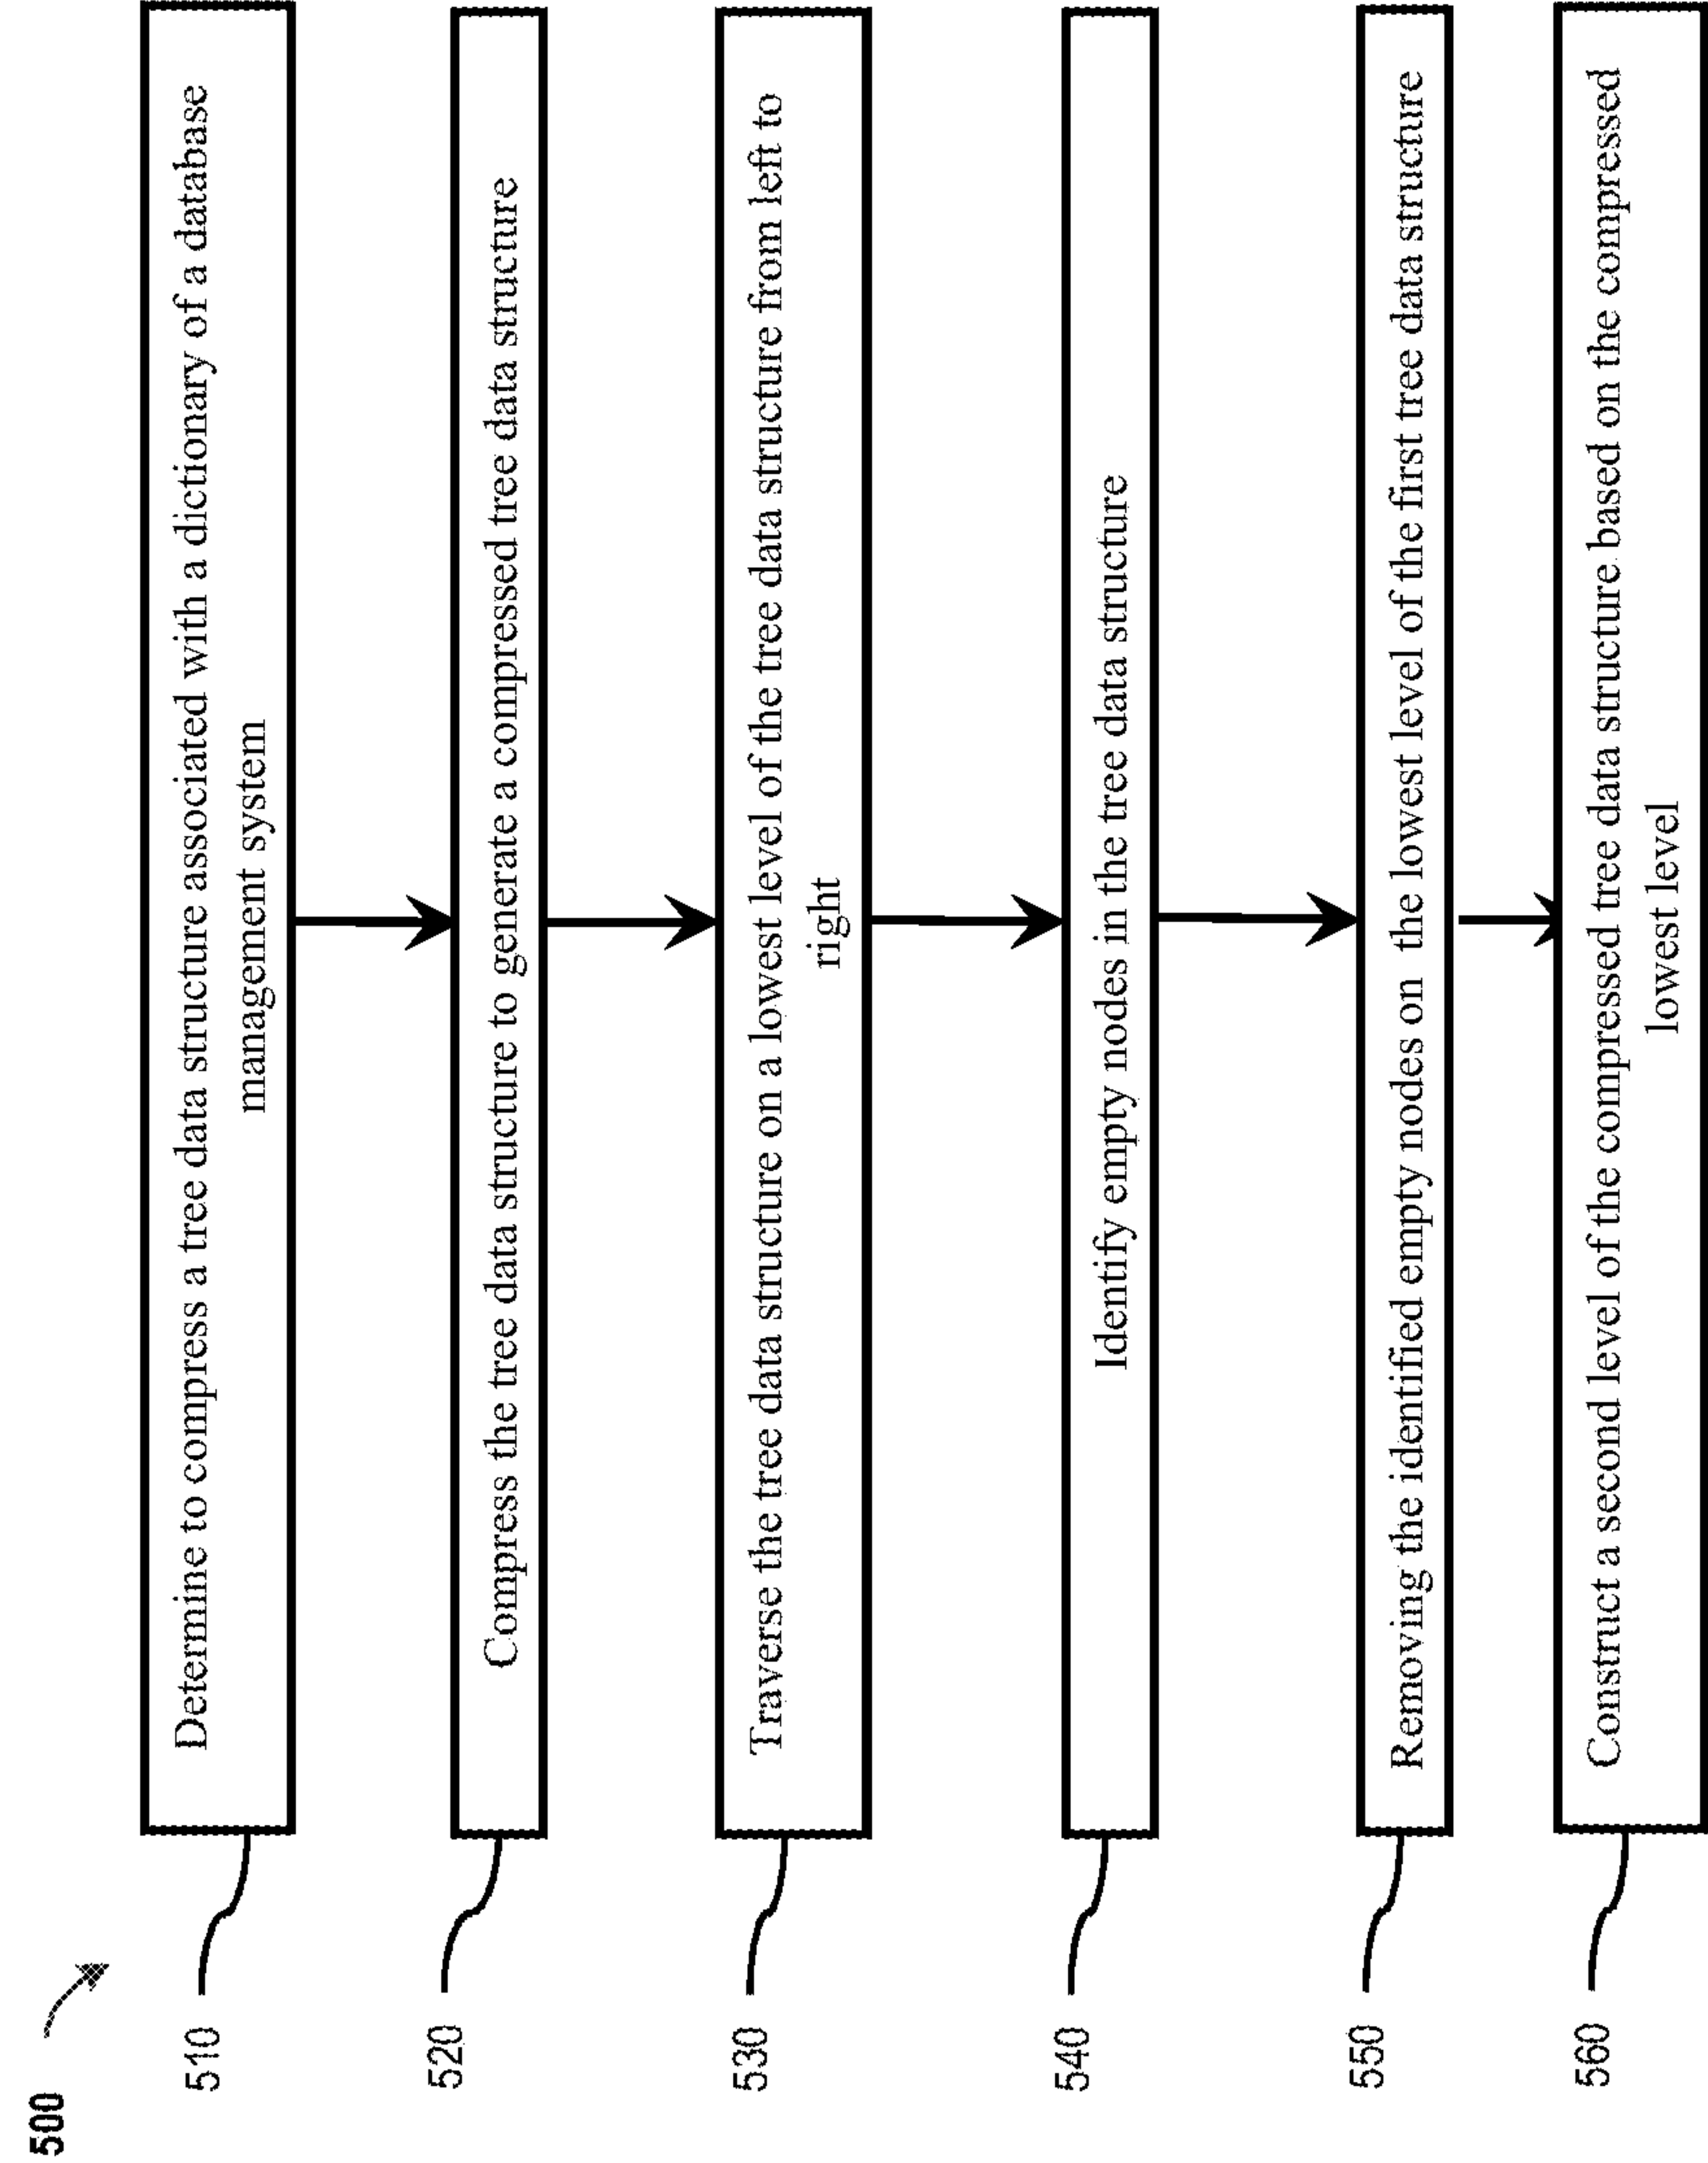 500
510
Determine to compress a tree data structure associated with a dictionary of a database
management system
520
Compress the tree data structure to generate a compressed tree data structure
530
Traverse the tree data structure on a lowest level of the tree data structure from left to
right
540
Identify empty nodes in the tree data structure
550
Removing the identified empty nodes on the lowest level of the first tree data structure
560
Construct a second level of the compressed tree data structure based on the compressed
lowest level